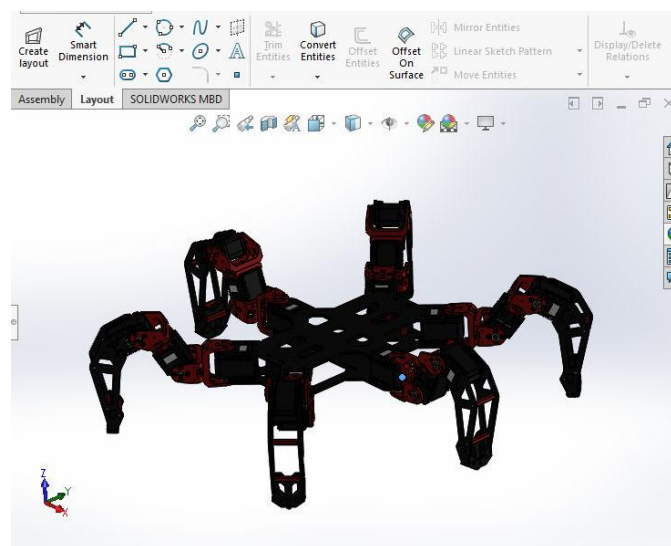 Create layout
Smart Dimension
Trim Entities
Convert Entities
Offset Entities
Offset On Surface
Mirror Entities
Linear Sketch Pattern
Move Entities
Display/Delete Relations
Assembly Layout SOLIDWORKS MBD
Z
Y
X